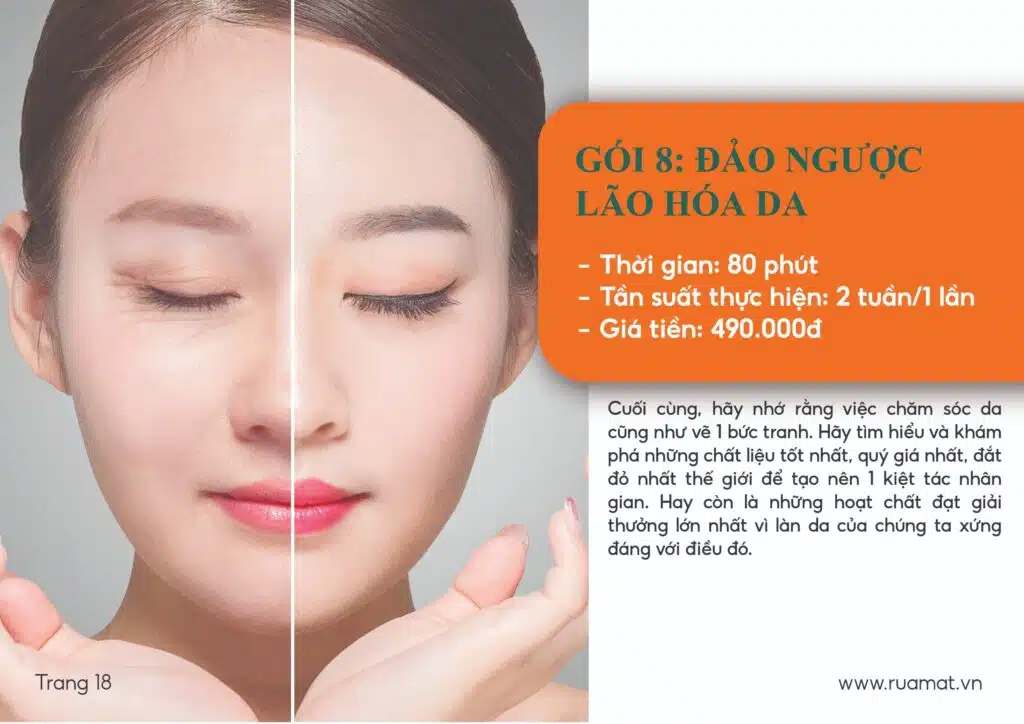 GÓI 8: ĐẢO NGƯỢC
LÃO HÓA DA
- Thời gian: 80 phút
- Tần suất thực hiện: 2 tuần/1 lần
- Giá tiền: 490.000đ
Cuối cùng, hãy nhớ rằng việc chăm sóc da
cũng như vẽ 1 bức tranh. Hãy tìm hiểu và khám
phá những chất liệu tốt nhất, quý giá nhất, đắt
đỏ nhất thế giới để tạo nên 1 kiệt tác nhân
gian. Hay còn là những hoạt chất đạt giải
thưởng lớn nhất vì làn da của chúng ta xứng
đáng với điều đó.
Trang 18
www.ruamat.vn